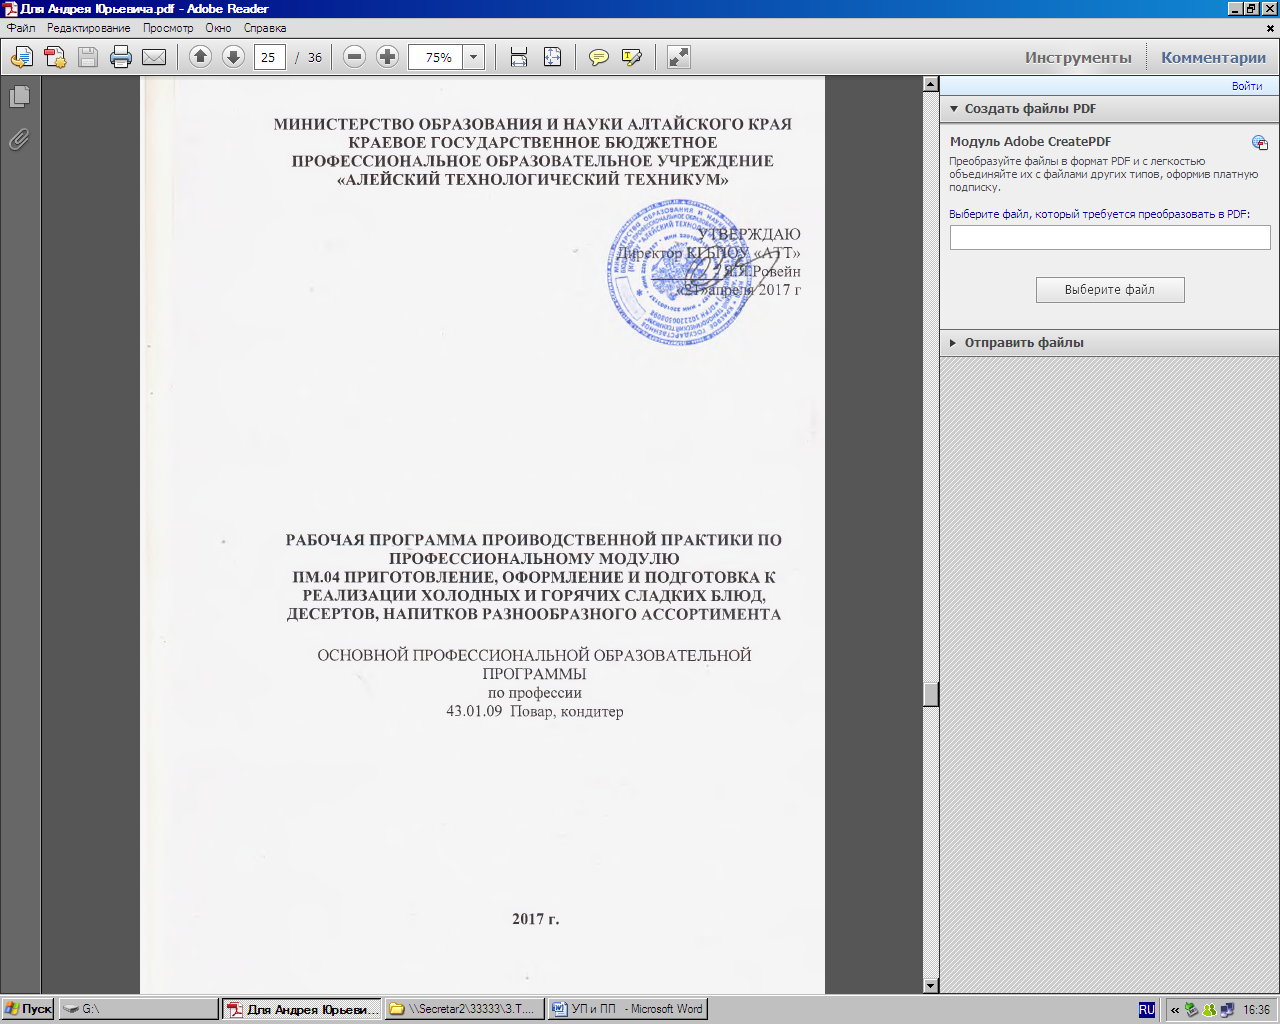 Для Андрея Юрьевича.pdf - Adobe Reader
Файл Редактирование Просмотр Окно Справка
25 / 36 75% Инструменты Комментарии
Войти
Создать файлы PDF
Модуль Adobe CreatePDF
Преобразуйте файлы в формат PDF и с легкостью
объединяйте их с файлами других типов, оформив платную
подписку.
Выберите файл, который требуется преобразовать в PDF:
Выберите файл
Отправить файлы
МИНИСТЕРСТВО ОБРАЗОВАНИЯ И НАУКИ АЛТАЙСКОГО КРАЯ
КРАЕВОЕ ГОСУДАРСТВЕННОЕ БЮДЖЕТНОЕ
ПРОФЕССИОНАЛЬНОЕ ОБРАЗОВАТЕЛЬНОЕ УЧРЕЖДЕНИЕ
«АЛЕЙСКИЙ ТЕХНОЛОГИЧЕСКИЙ ТЕХНИКУМ»
УТВЕРЖДАЮ
Директор КГБПОУ «АТТ»
Я.Я.Ровейн
«21»апреля 2017 г
РАБОЧАЯ ПРОГРАММА ПРОИВОДСТВЕННОЙ ПРАКТИКИ ПО
ПРОФЕССИОНАЛЬНОМУ МОДУЛЮ
ПМ.04 ПРИГОТОВЛЕНИЕ, ОФОРМЛЕНИЕ И ПОДГОТОВКА К
РЕАЛИЗАЦИИ ХОЛОДНЫХ И ГОРЯЧИХ СЛАДКИХ БЛЮД,
ДЕСЕРТОВ, НАПИТКОВ РАЗНООБРАЗНОГО АССОРТИМЕНТА
ОСНОВНОЙ ПРОФЕССИОНАЛЬНОЙ ОБРАЗОВАТЕЛЬНОЙ
ПРОГРАММЫ
по профессии
43.01.09 Повар, кондитер
2017 г.
Пуск G:\ Для Андрея Юрьеви... \\Secretar2\33333\3.Т.... УП и ПП - Microsoft Word RU « 16:36